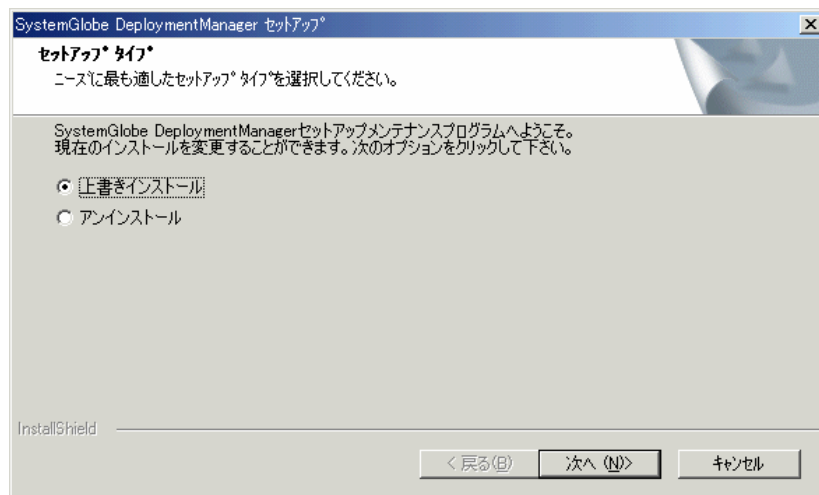 SystemGlobe DeploymentManager ｾｯﾄｱｯﾌﾟ
ｾｯﾄｱｯﾌﾟ ﾀｲﾌﾟ
ニーズに最も適したｾｯﾄｱｯﾌﾟ ﾀｲﾌﾟを選択してください。
SystemGlobe DeploymentManagerセットアップメンテナンスプログラムへようこそ。
現在のインストールを変更することができます。次のオプションをクリックして下さい。
上書きインストール
アンインストール
InstallShield
< 戻る(B)
次へ (N)>
ｷｬﾝｾﾙ